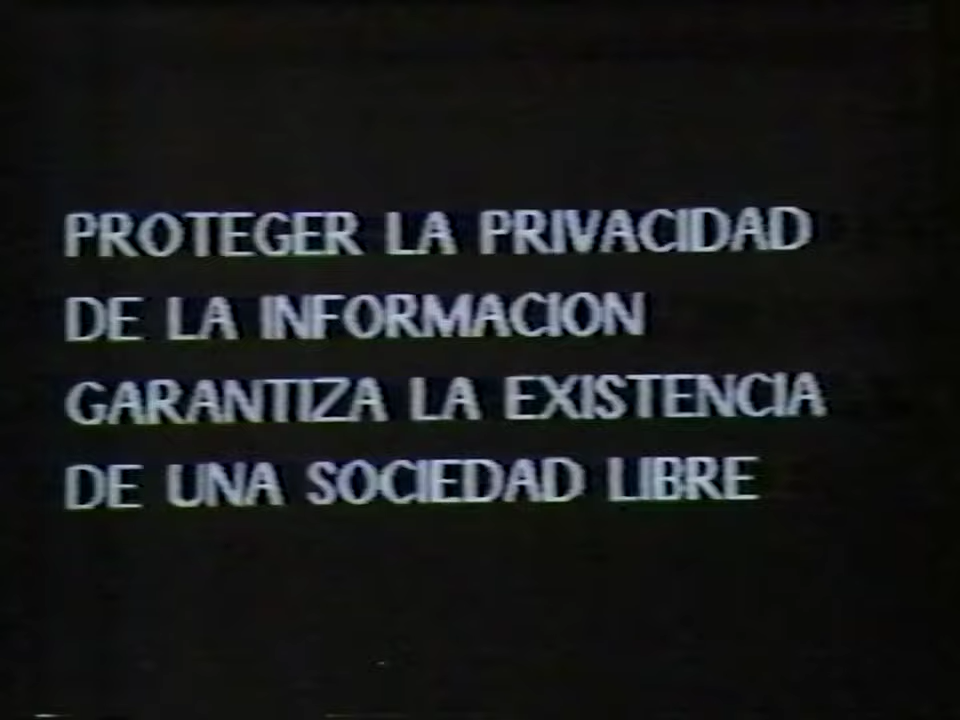 PROTEGER LA PRIVACIDAD
DE LA INFORMACION
GARANTIZA LA EXISTENCIA
DE UNA SOCIEDAD LIBRE